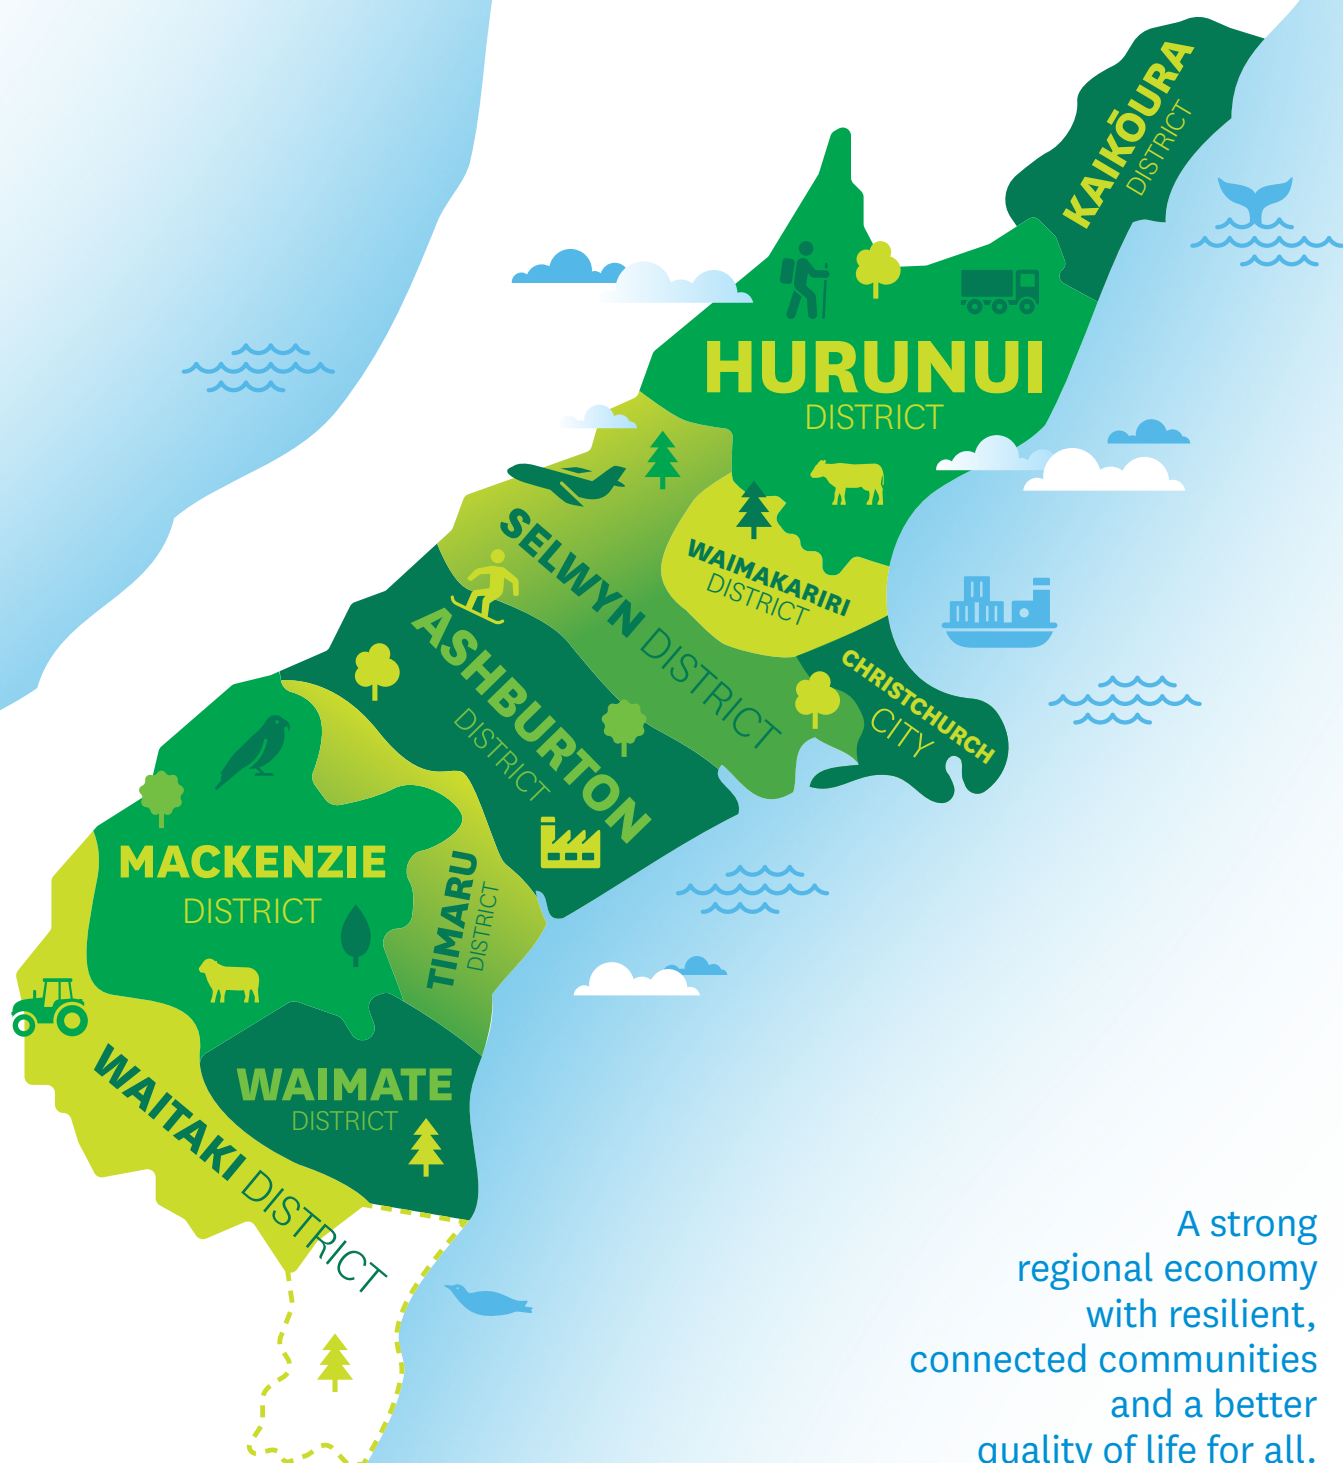 KAIKŌURA
DISTRICT
HURUNUI
DISTRICT
SELWYN DISTRICT
WAIMAKARIRI
DISTRICT
CHRISTCHURCH
CITY
ASHBURTON
DISTRICT
MACKENZIE
DISTRICT
TIMARU
DISTRICT
WAIMATE
DISTRICT
WAITAKI DISTRICT
A strong
regional economy
with resilient,
connected communities
and a better
quality of life for all.